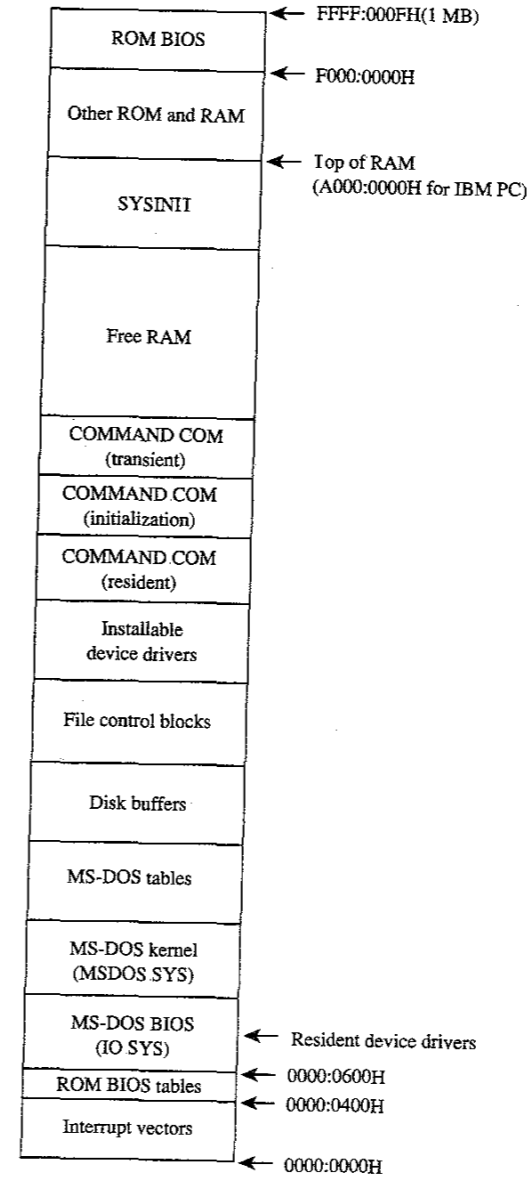 FFFF:000FH(1 MB)
ROM BIOS
F000:0000H
Other ROM and RAM
Top of RAM
(A000:0000H for IBM PC)
SYSINIT
Free RAM
COMMAND COM
(transient)
COMMAND.COM
(initialization)
COMMAND.COM
(resident)
Installable
device drivers
File control blocks
Disk buffers
MS-DOS tables
MS-DOS kernel
(MSDOS.SYS)
MS-DOS BIOS
(IO SYS)
Resident device drivers
0000:0600H
ROM BIOS tables
0000:0400H
Interrupt vectors
0000:0000H